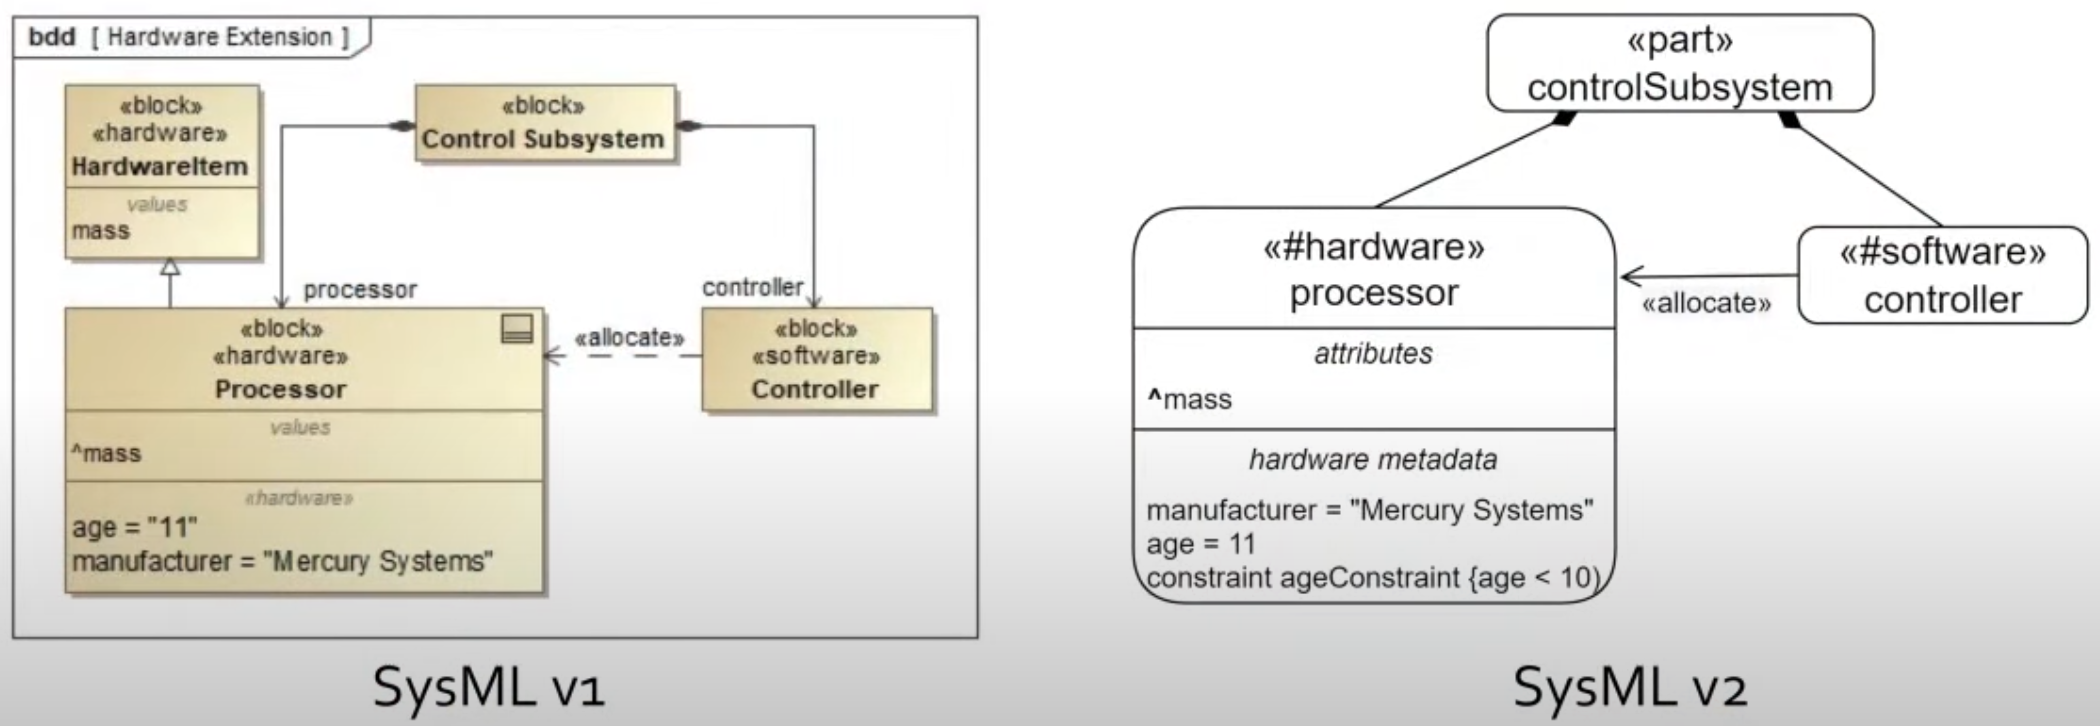 bdd [ Hardware Extension ]
«block»
«hardware»
HardwareItem
values
mass
«block»
Control Subsystem
processor
controller
«block»
«hardware»
Processor
values
^mass
«hardware»
age = "11"
manufacturer = "Mercury Systems"
«allocate»
«block»
«software»
Controller
SysML v1
«part»
controlSubsystem
«#hardware»
processor
attributes
^mass
hardware metadata
manufacturer = "Mercury Systems"
age = 11
constraint ageConstraint {age < 10)
«allocate»
«#software»
controller
SysML v2